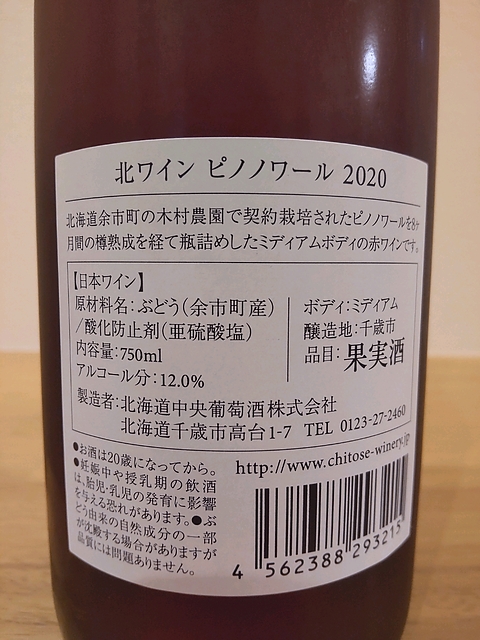 北ワイン ピノノワール 2020
北海道余市町の木村農園で契約栽培されたピノノワールを8ヶ
月間の樽熟成を経て瓶詰めしたミディアムボディの赤ワインです。
【日本ワイン】
原材料名:ぶどう(余市町産)
/酸化防止剤(亜硫酸塩)
内容量:750ml
アルコール分:12.0%
ボディ:ミディアム
醸造地:千歳市
品目:果実酒
製造者:北海道中央葡萄酒株式会社
北海道千歳市高台1-7 TEL 0123-27-2460
●お酒は20歳になってから。
●妊娠中や授乳期の飲酒
は、胎児・乳児の発育に影響
を与える恐れがあります。●ぶ
どう由来の自然成分の一部
が沈殿する場合がありますが
品質には問題ありません。
http://www.chitose-winery.jp
4 562388 293215